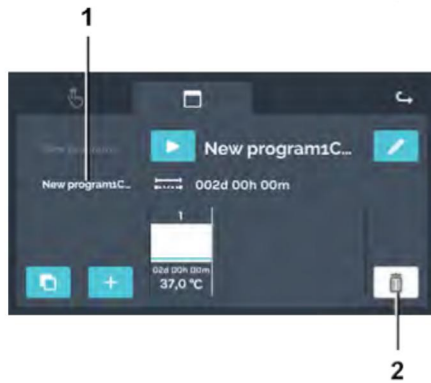 1
New program1C...
New program1C...
002d 00h 00m
1
02d 00h 00m
37,0 °C
2